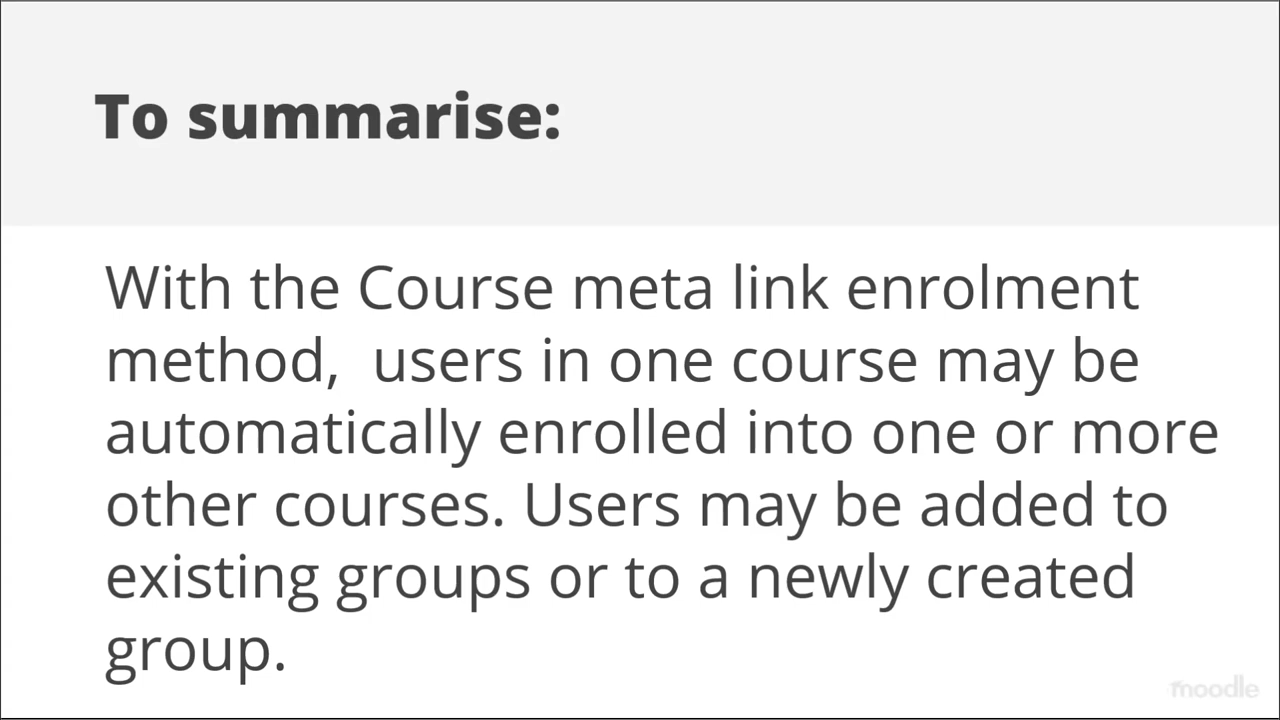 To summarise:
With the Course meta link enrolment
method,  users in one course may be
automatically enrolled into one or more
other courses. Users may be added to
existing groups or to a newly created
group.
moodle